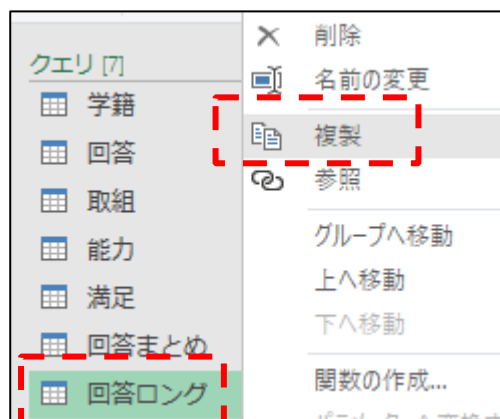 クエリ [7]
学籍
回答
取組
能力
満足
回答まとめ
回答ロング
削除
名前の変更
複製
参照
グループへ移動
上へ移動
下へ移動
関数の作成...